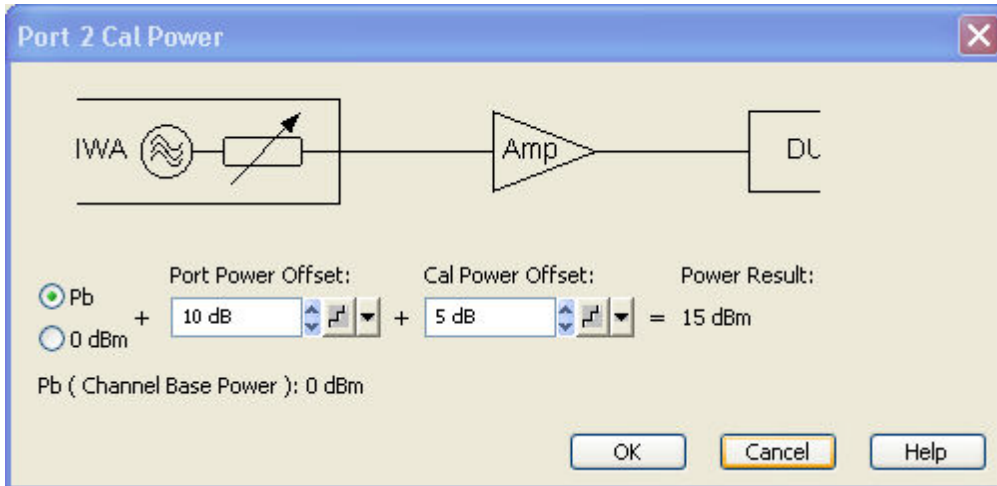 Port 2 Cal Power
IWA
Amp
DU
Port Power Offset:
Cal Power Offset:
Power Result:
Pb
0 dBm
+
10 dB
+
5 dB
=
15 dBm
Pb ( Channel Base Power ): 0 dBm
OK
Cancel
Help